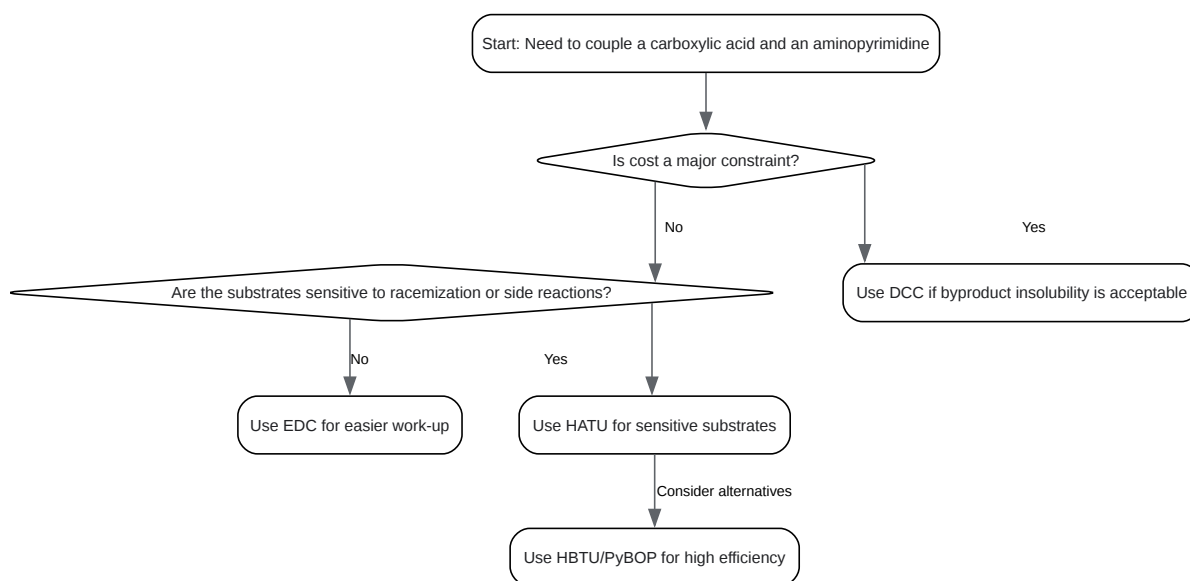 Start: Need to couple a carboxylic acid and an aminopyrimidine
Is cost a major constraint?
No
Yes
Are the substrates sensitive to racemization or side reactions?
Use DCC if byproduct insolubility is acceptable
No
Yes
Use EDC for easier work-up
Use HATU for sensitive substrates
Consider alternatives
Use HBTU/PyBOP for high efficiency